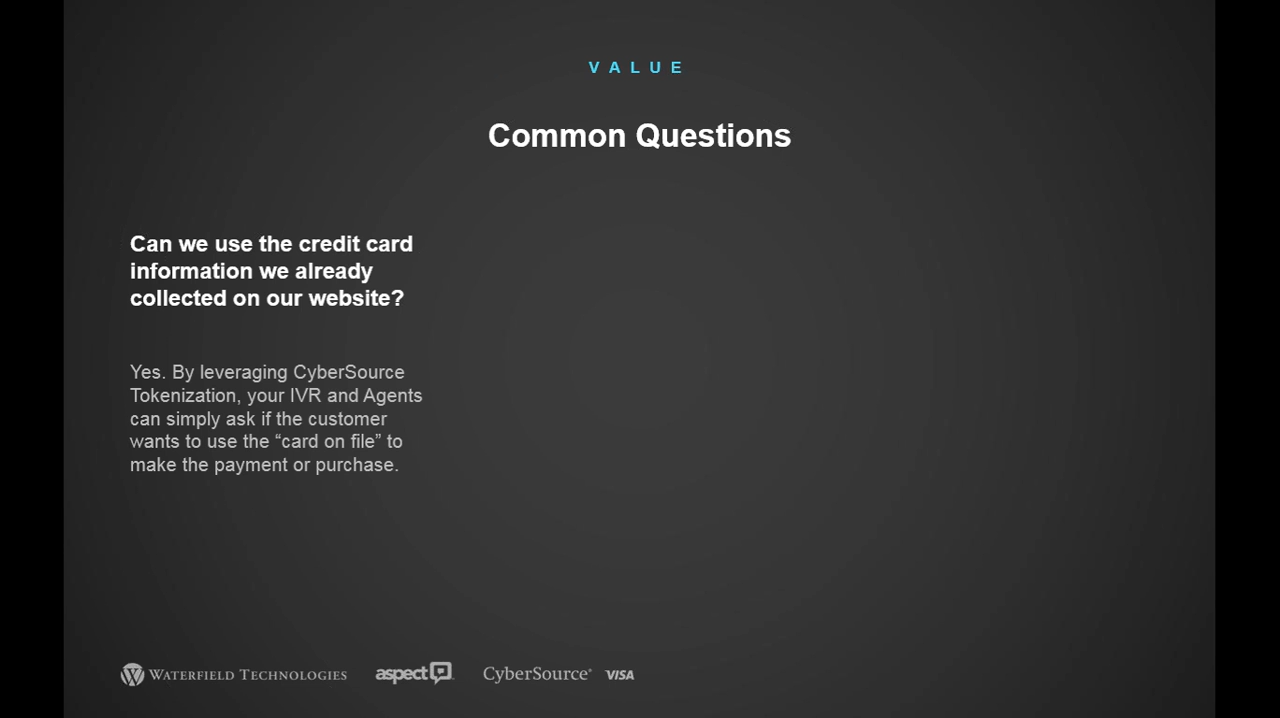 VALUE
Common Questions
Can we use the credit card
information we already
collected on our website?
Yes. By leveraging CyberSource
Tokenization, your IVR and Agents
can simply ask if the customer
wants to use the “card on file” to
make the payment or purchase.
W WATERFIELD TECHNOLOGIES aspect CyberSource® VISA